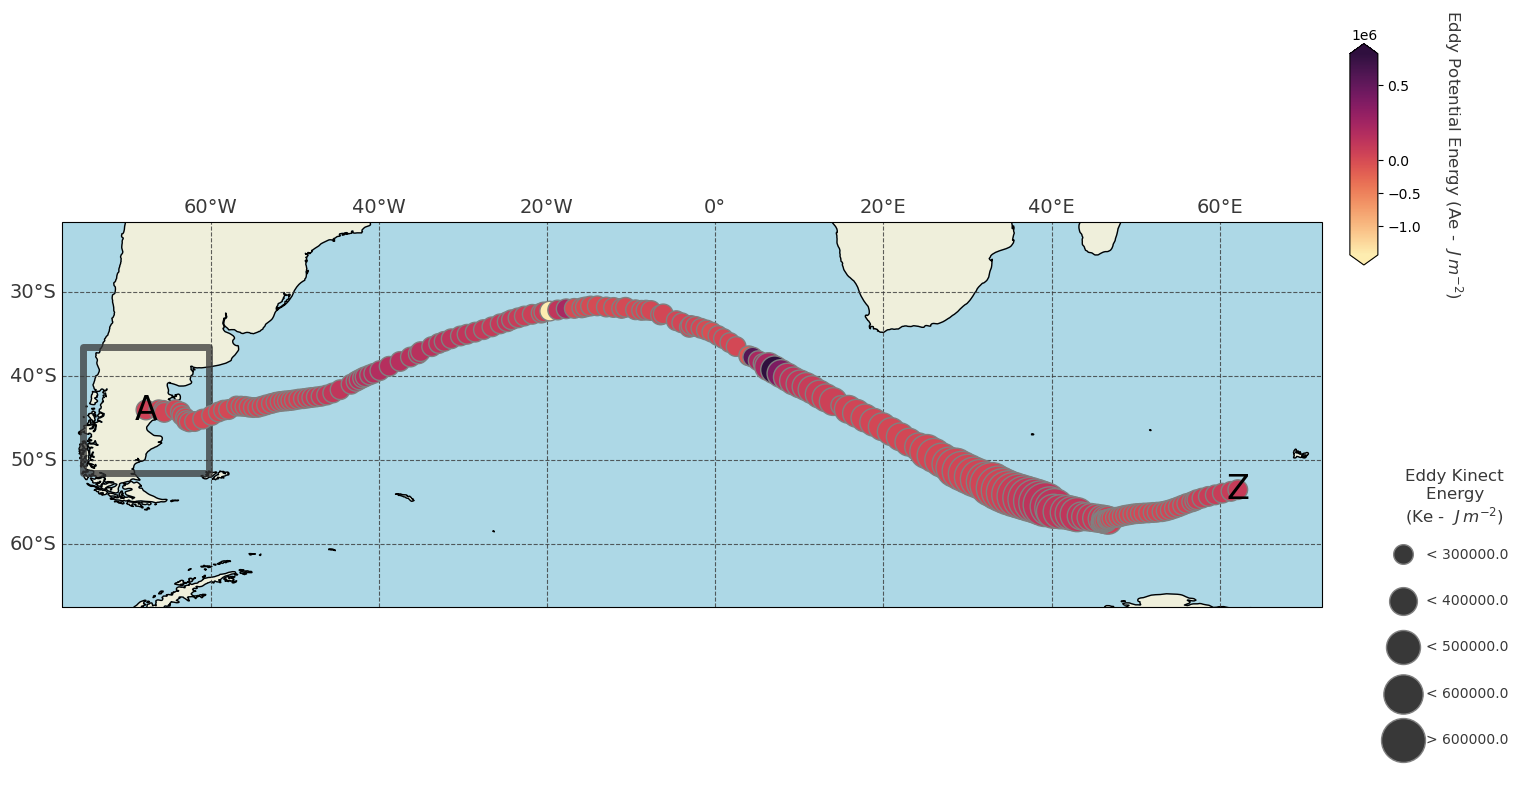 1e6
0.5
0.0
−0.5
−1.0
Eddy Potential Energy (Ae - J m⁻²)
60°W 40°W 20°W 0° 20°E 40°E 60°E
30°S
40°S
50°S
60°S
A
Z
Eddy Kinect
Energy
(Ke - J m⁻²)
< 300000.0
< 400000.0
< 500000.0
< 600000.0
> 600000.0